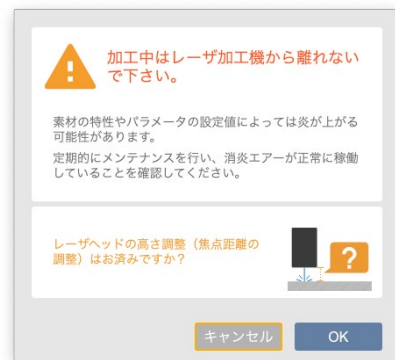 加工中はレーザ加工機から離れない
で下さい。
素材の特性やパラメータの設定値によっては炎が上がる
可能性があります。
定期的にメンテナンスを行い、消炎エアーが正常に稼働
していることを確認してください。
レーザヘッドの高さ調整（焦点距離の
調整）はお済みですか？
?
キャンセル
OK